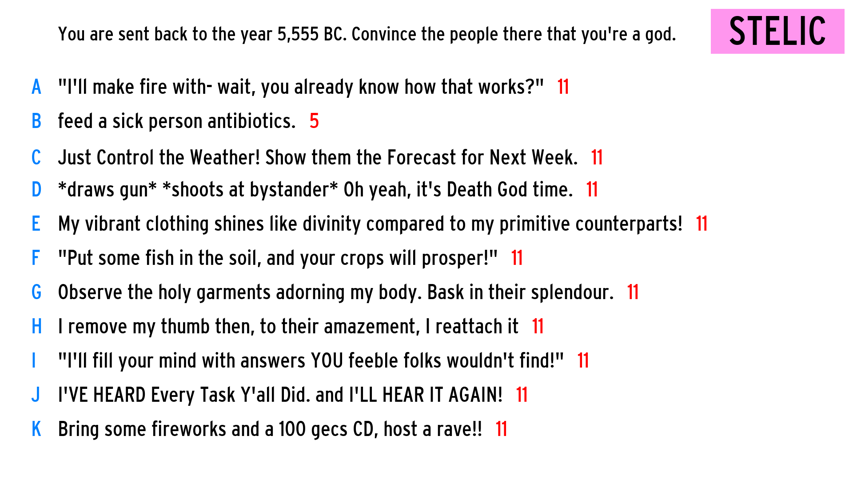 You are sent back to the year 5,555 BC. Convince the people there that you're a god.
STELIC
A "I'll make fire with- wait, you already know how that works?" 11
B feed a sick person antibiotics. 5
C Just Control the Weather! Show them the Forecast for Next Week. 11
D *draws gun* *shoots at bystander* Oh yeah, it's Death God time. 11
E My vibrant clothing shines like divinity compared to my primitive counterparts! 11
F "Put some fish in the soil, and your crops will prosper!" 11
G Observe the holy garments adorning my body. Bask in their splendour. 11
H I remove my thumb then, to their amazement, I reattach it 11
I "I'll fill your mind with answers YOU feeble folks wouldn't find!" 11
J I'VE HEARD Every Task Y'all Did. and I'LL HEAR IT AGAIN! 11
K Bring some fireworks and a 100 gecs CD, host a rave!! 11